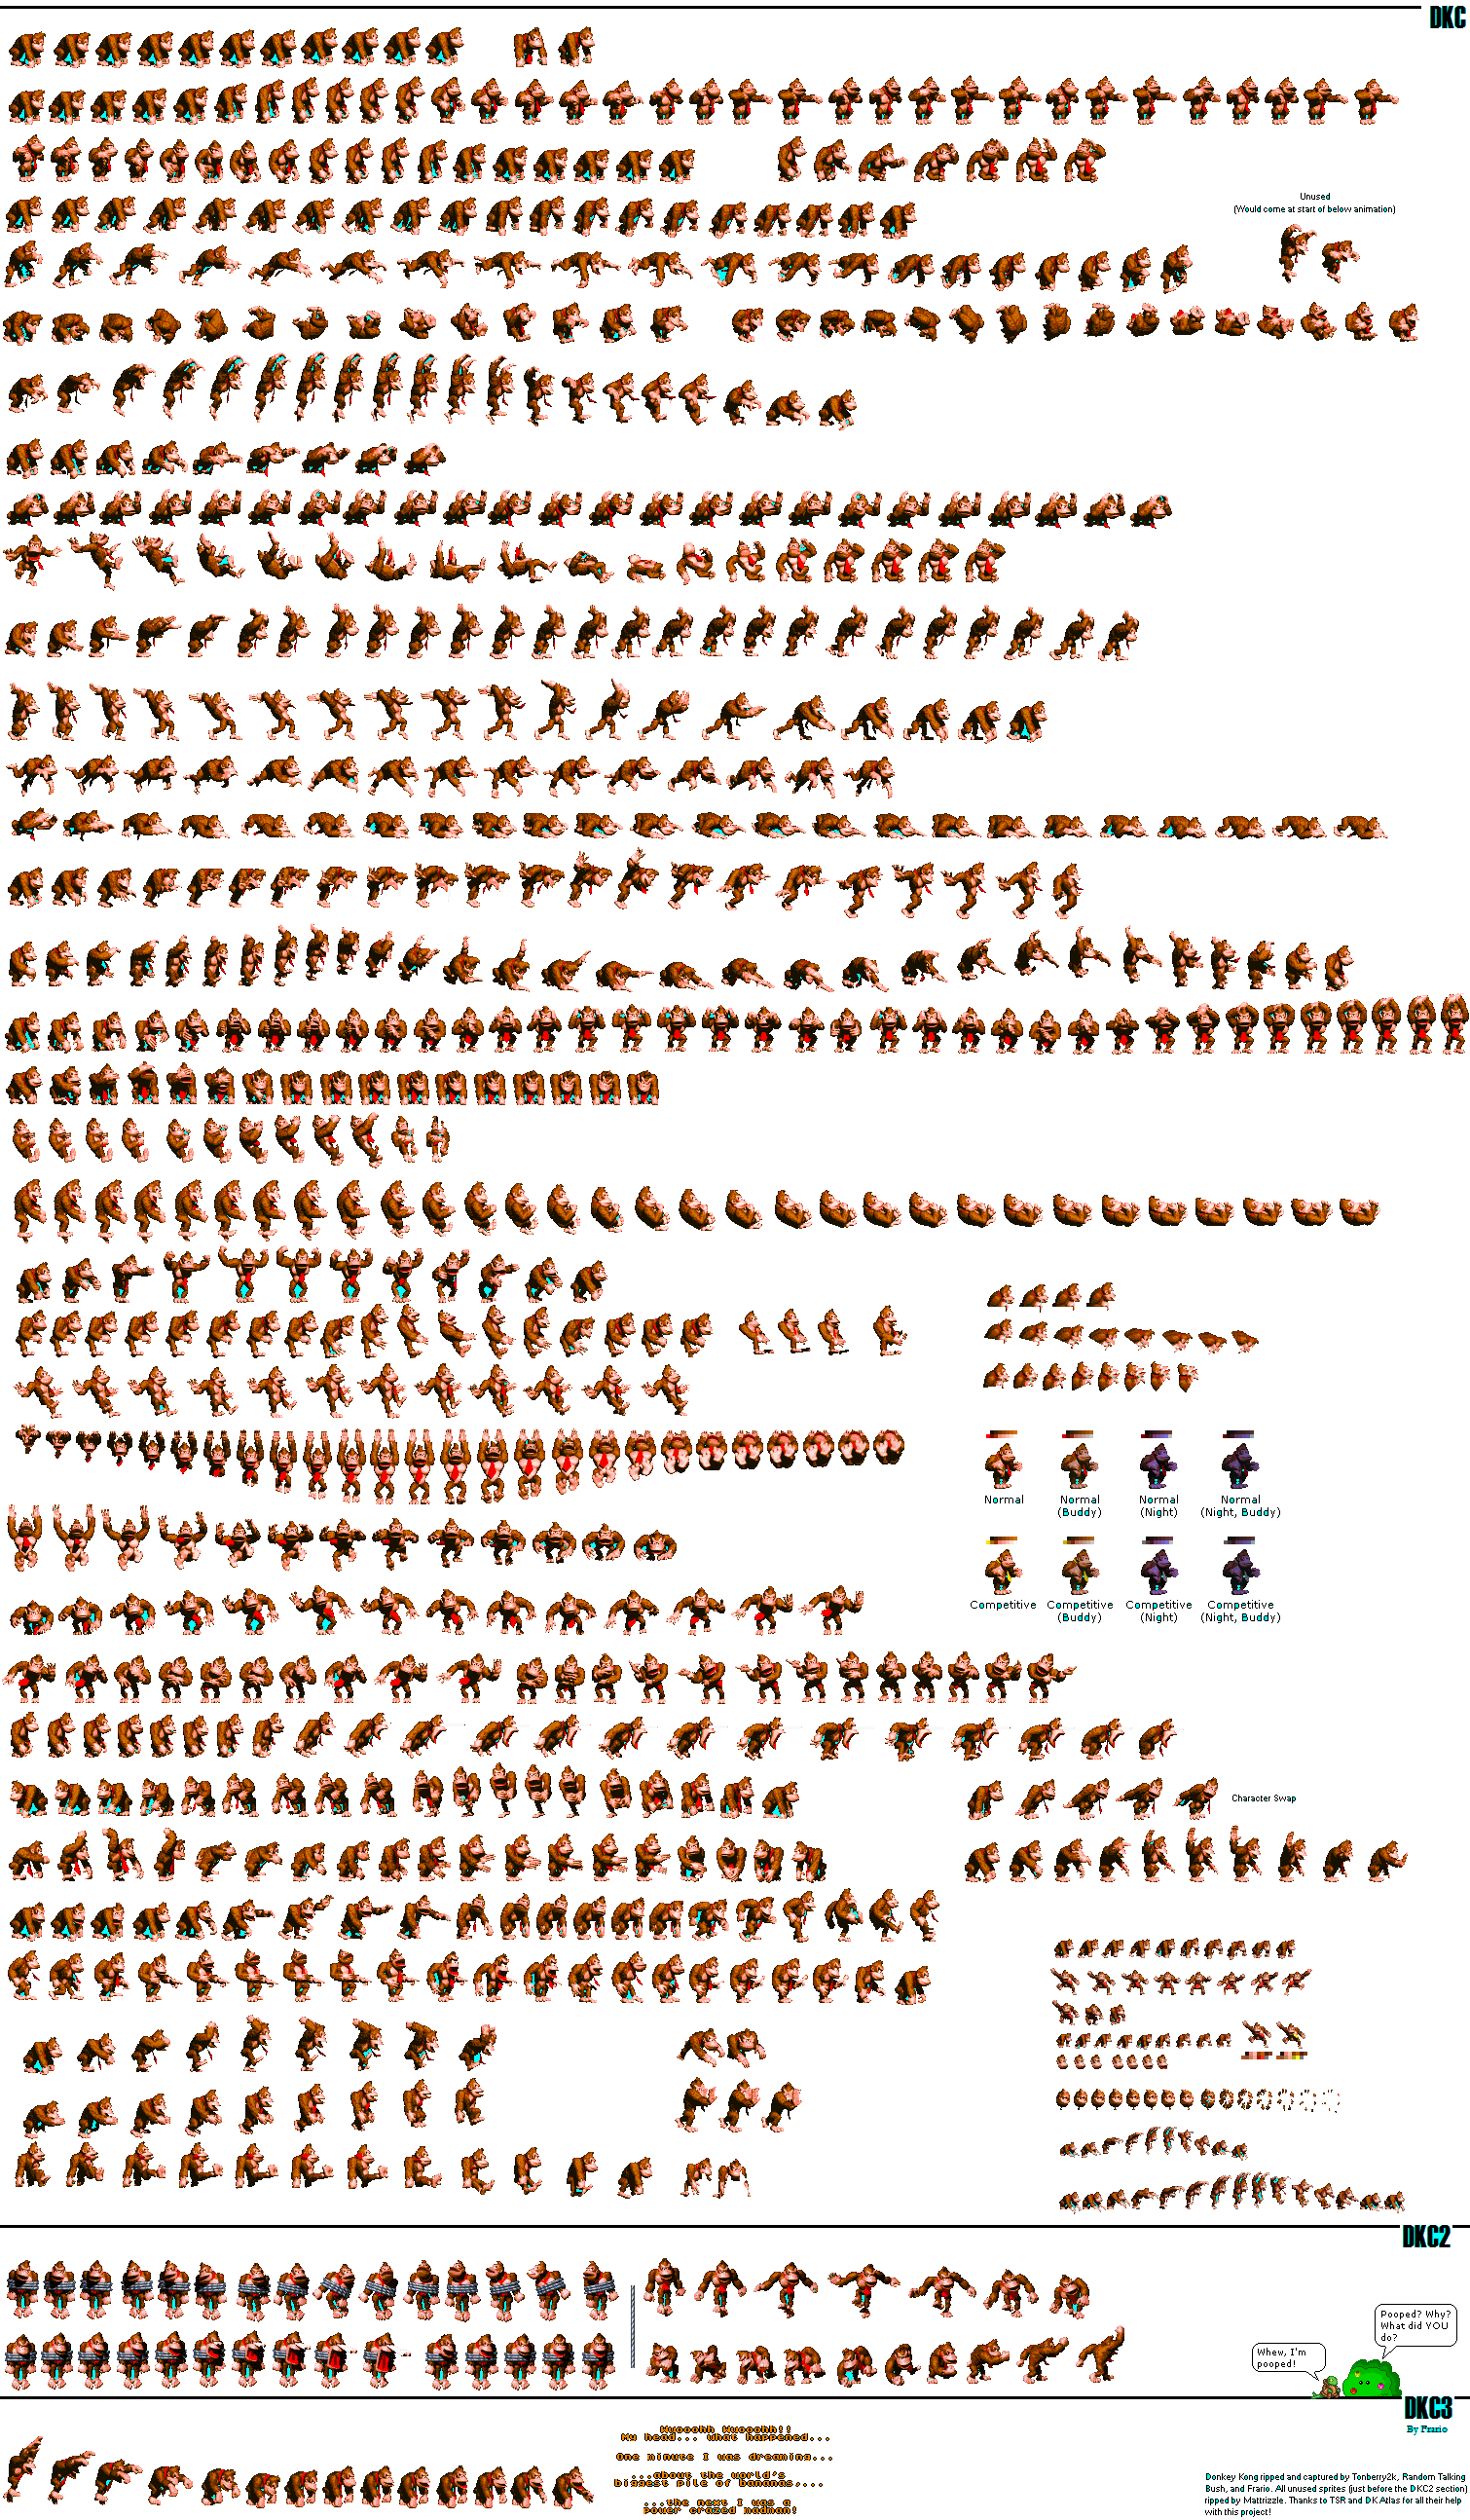 DKC
Unused
(Would come at start of below animation)
Normal
Normal
(Buddy)
Normal
(Night)
Normal
(Night, Buddy)
Competitive
Competitive
(Buddy)
Competitive
(Night)
Competitive
(Night, Buddy)
Character Swap
DKC2
Pooped? Why?
What did YOU
do?
Whew, I'm
pooped!
DKC3
By Frario
Wuooohh Wuooohh!!
My head... what happened...
One minute I was dreaming...
...about the world's
biggest pile of bananas....
...the next I was a
power crazed madman!
Donkey Kong ripped and captured by Tonberry2k, Random Talking
Bush, and Frario. All unused sprites (just before the DKC2 section)
ripped by Mattrizzle. Thanks to TSR and DK Atlas for all their help
with this project!